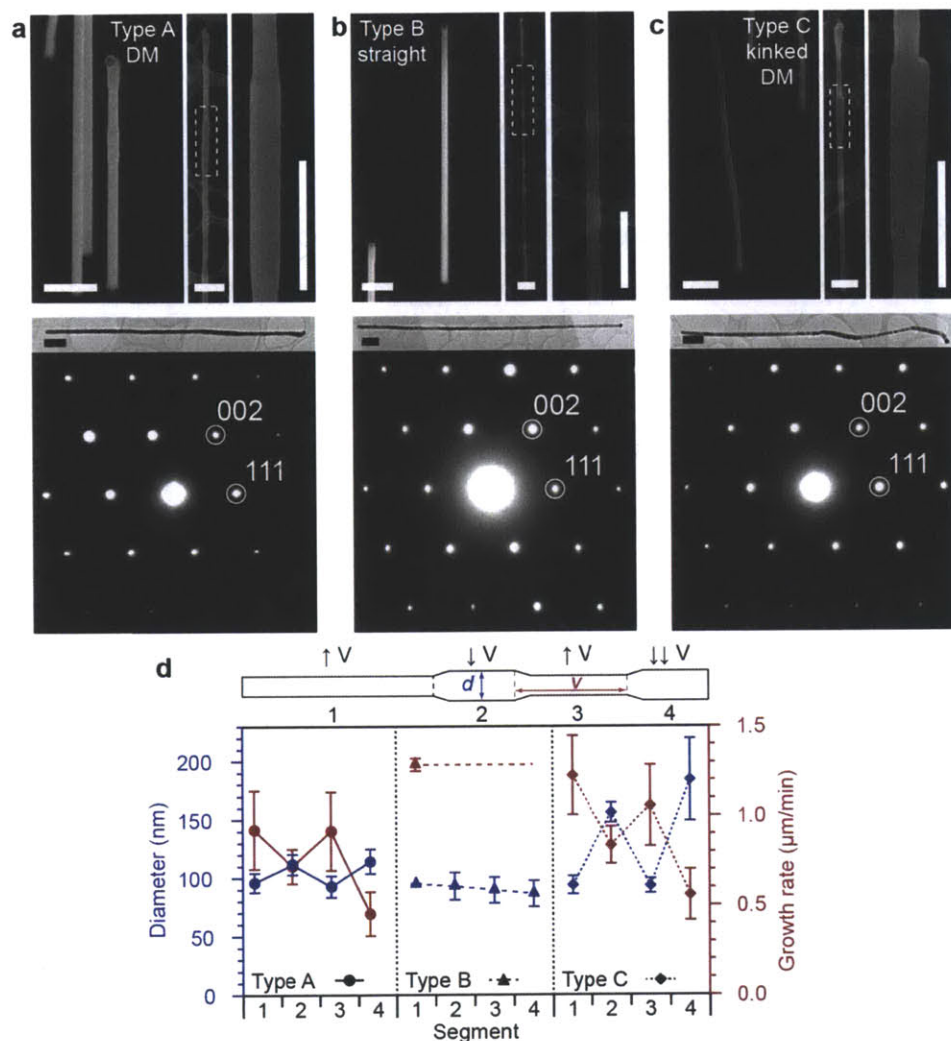 a
Type A
DM
b
Type B
straight
c
Type C
kinked
DM
002
111
002
111
002
111
d
↑ V
↓ V
↑ V
↓↓ V
d
v
1
2
3
4
Diameter (nm)
200
150
100
50
0
Growth rate (μm/min)
1.5
1.0
0.5
0.0
Type A
Type B
Type C
1 2 3 4 1 2 3 4 1 2 3 4
Segment